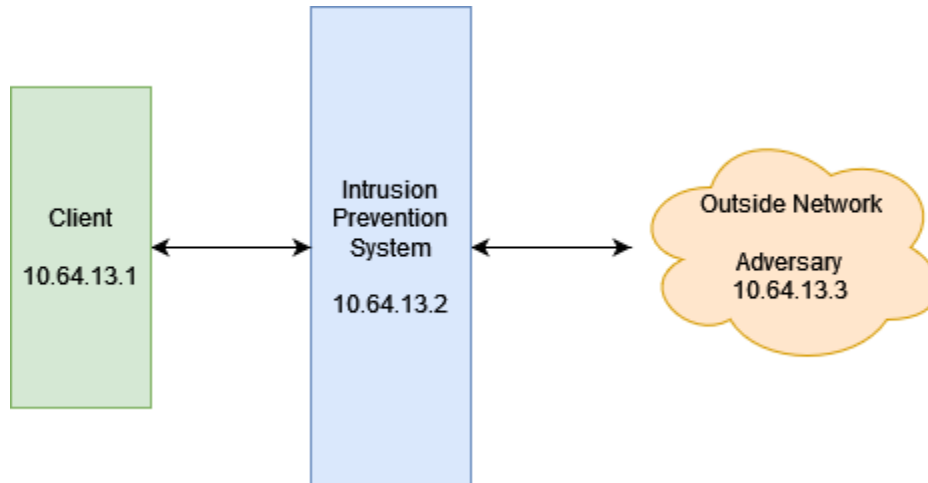 Client
10.64.13.1
Intrusion
Prevention
System
10.64.13.2
Outside Network
Adversary
10.64.13.3